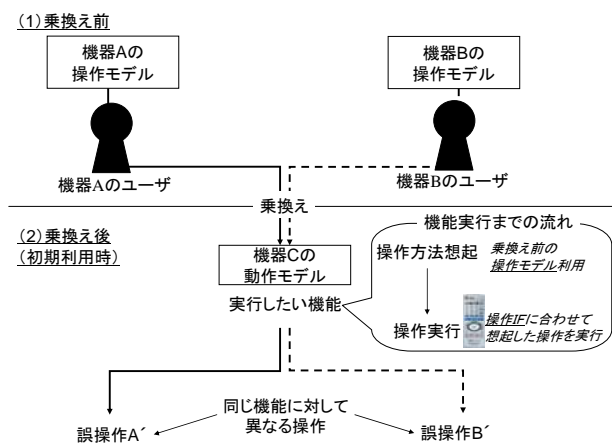 (1)乗換え前
機器Aの
操作モデル
機器Bの
操作モデル
機器Aのユーザ
機器Bのユーザ
乗換え
(2)乗換え後
(初期利用時)
機器Cの
動作モデル
実行したい機能
機能実行までの流れ
操作方法想起
乗換え前の
操作モデル利用
操作実行
操作IFに合わせて
想起した操作を実行
同じ機能に対して
異なる操作
誤操作A´
誤操作B´